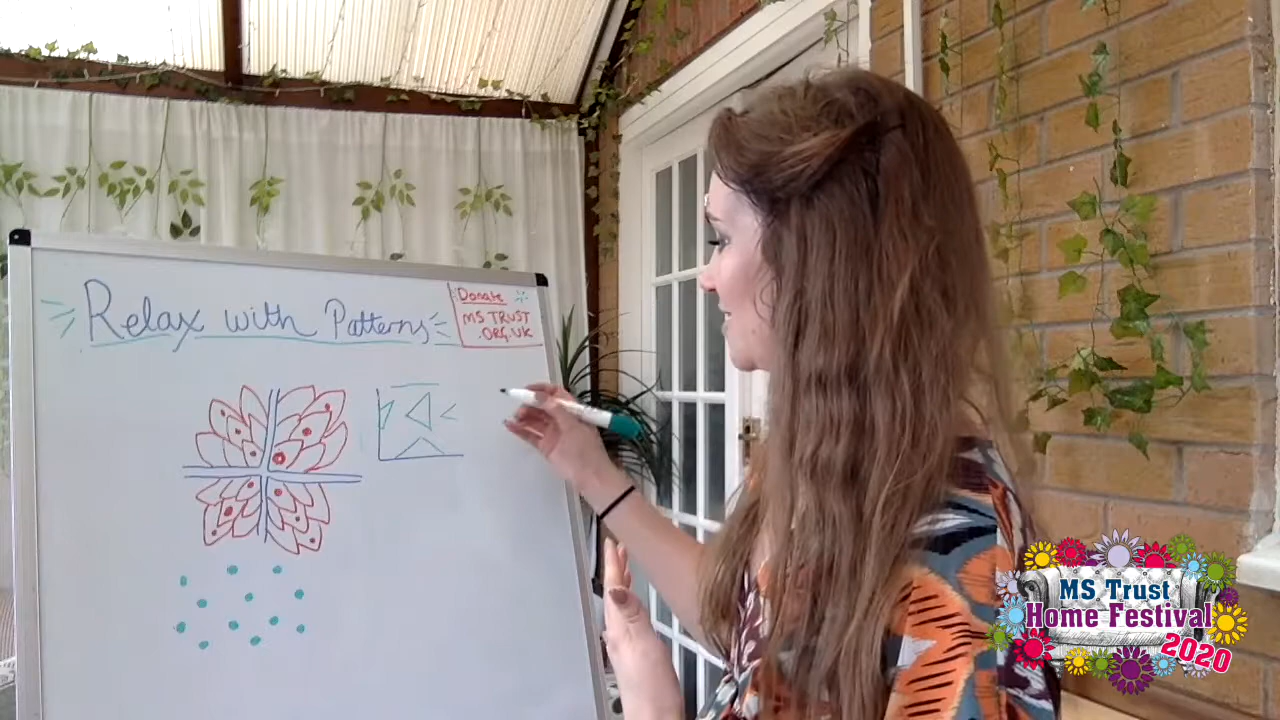 Relax with Patterns
Donate
MS TRUST
.ORG.UK
MS Trust
Home Festival
2020